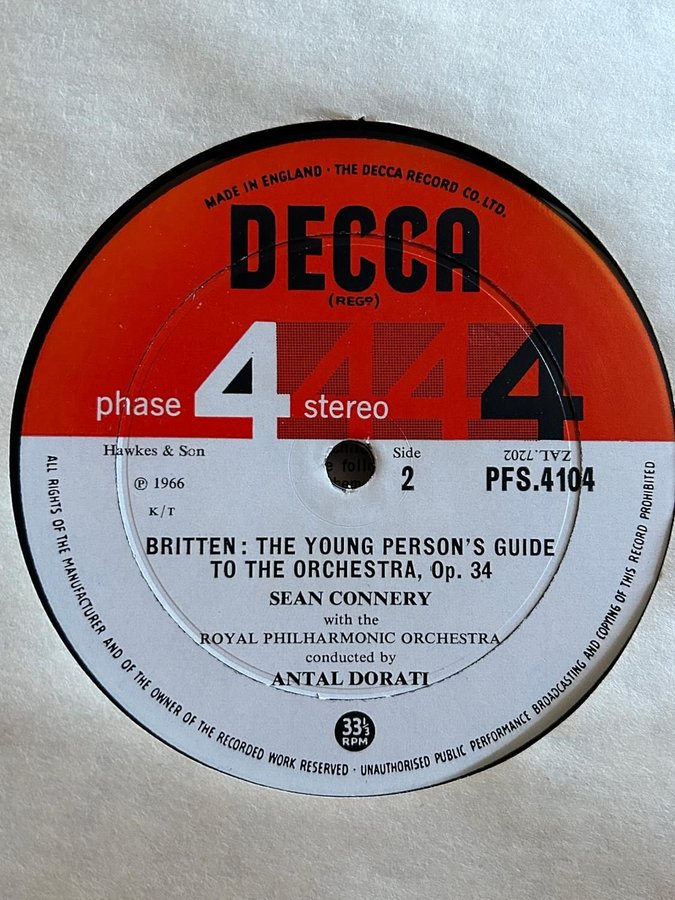 MADE IN ENGLAND · THE DECCA RECORD CO. LTD.
DECCA
(REGᴰ)
phase 4 stereo 4 4 4
Hawkes & Son
Side
ZAL.7202
℗ 1966
2
PFS.4104
K/T
BRITTEN: THE YOUNG PERSON'S GUIDE
TO THE ORCHESTRA, Op. 34
SEAN CONNERY
with the
ROYAL PHILHARMONIC ORCHESTRA
conducted by
ANTAL DORATI
33⅓
RPM
ALL RIGHTS OF THE MANUFACTURER AND OF THE OWNER OF THE RECORDED WORK RESERVED · UNAUTHORISED PUBLIC PERFORMANCE BROADCASTING AND COPYING OF THIS RECORD PROHIBITED